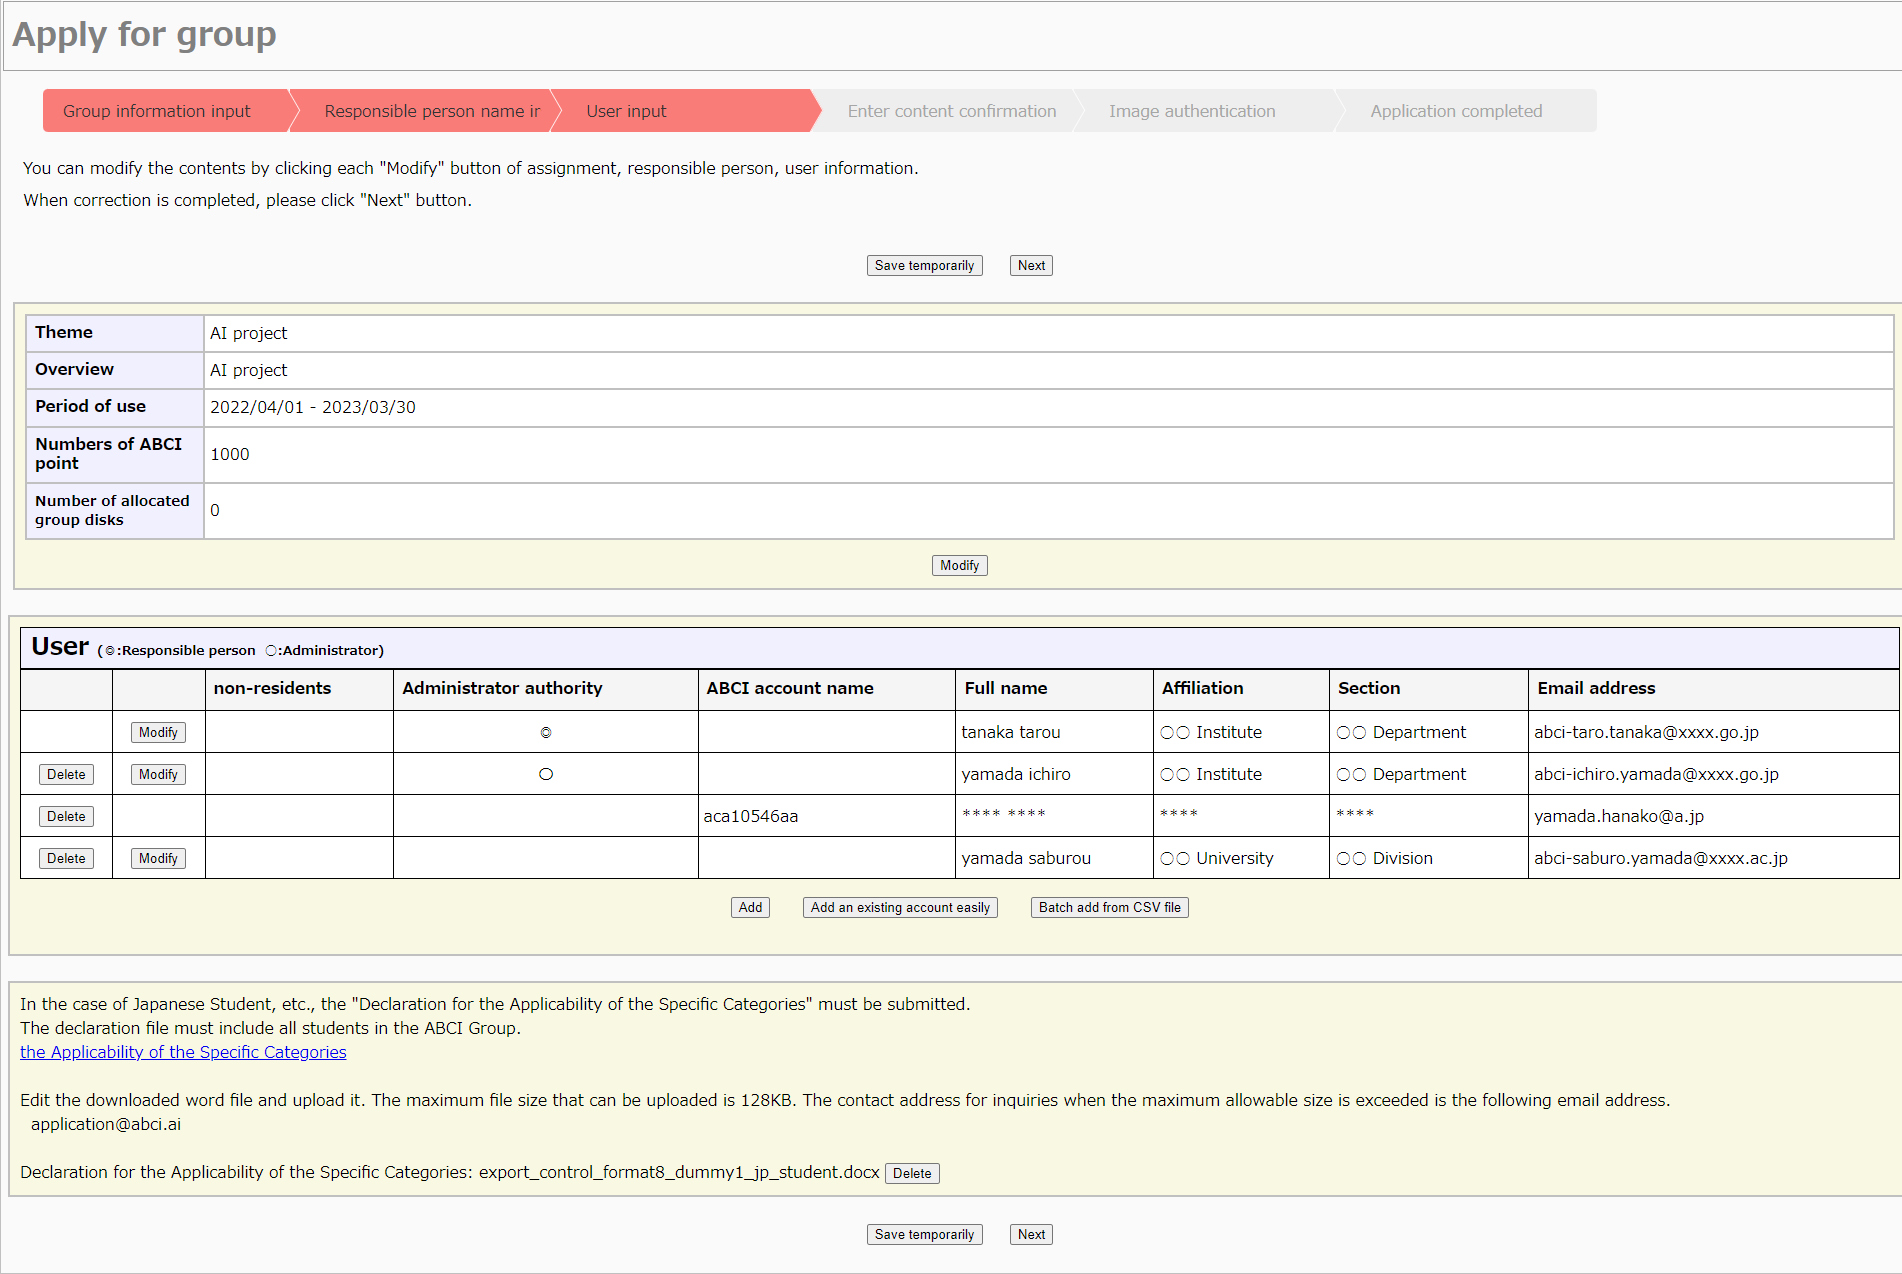 Apply for group
Group information input Responsible person name ir User input Enter content confirmation Image authentication Application completed
You can modify the contents by clicking each "Modify" button of assignment, responsible person, user information.
When correction is completed, please click "Next" button.
Save temporarily Next
Theme AI project
Overview AI project
Period of use 2022/04/01 - 2023/03/30
Numbers of ABCI
point 1000
Number of allocated
group disks 0
Modify
User (◎:Responsible person ○:Administrator)
non-residents Administrator authority ABCI account name Full name Affiliation Section Email address
Modify ◎ tanaka tarou ○○ Institute ○○ Department abci-taro.tanaka@xxxx.go.jp
Delete Modify ○ yamada ichiro ○○ Institute ○○ Department abci-ichiro.yamada@xxxx.go.jp
Delete aca10546aa **** **** **** **** yamada.hanako@a.jp
Delete Modify yamada saburou ○○ University ○○ Division abci-saburo.yamada@xxxx.ac.jp
Add Add an existing account easily Batch add from CSV file
In the case of Japanese Student, etc., the "Declaration for the Applicability of the Specific Categories" must be submitted.
The declaration file must include all students in the ABCI Group.
the Applicability of the Specific Categories
Edit the downloaded word file and upload it. The maximum file size that can be uploaded is 128KB. The contact address for inquiries when the maximum allowable size is exceeded is the following email address.
application@abci.ai
Declaration for the Applicability of the Specific Categories: export_control_format8_dummy1_jp_student.docx Delete
Save temporarily Next